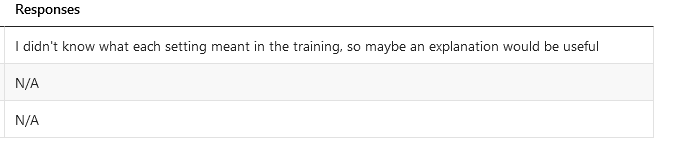 Responses
I didn't know what each setting meant in the training, so maybe an explanation would be useful
N/A
N/A